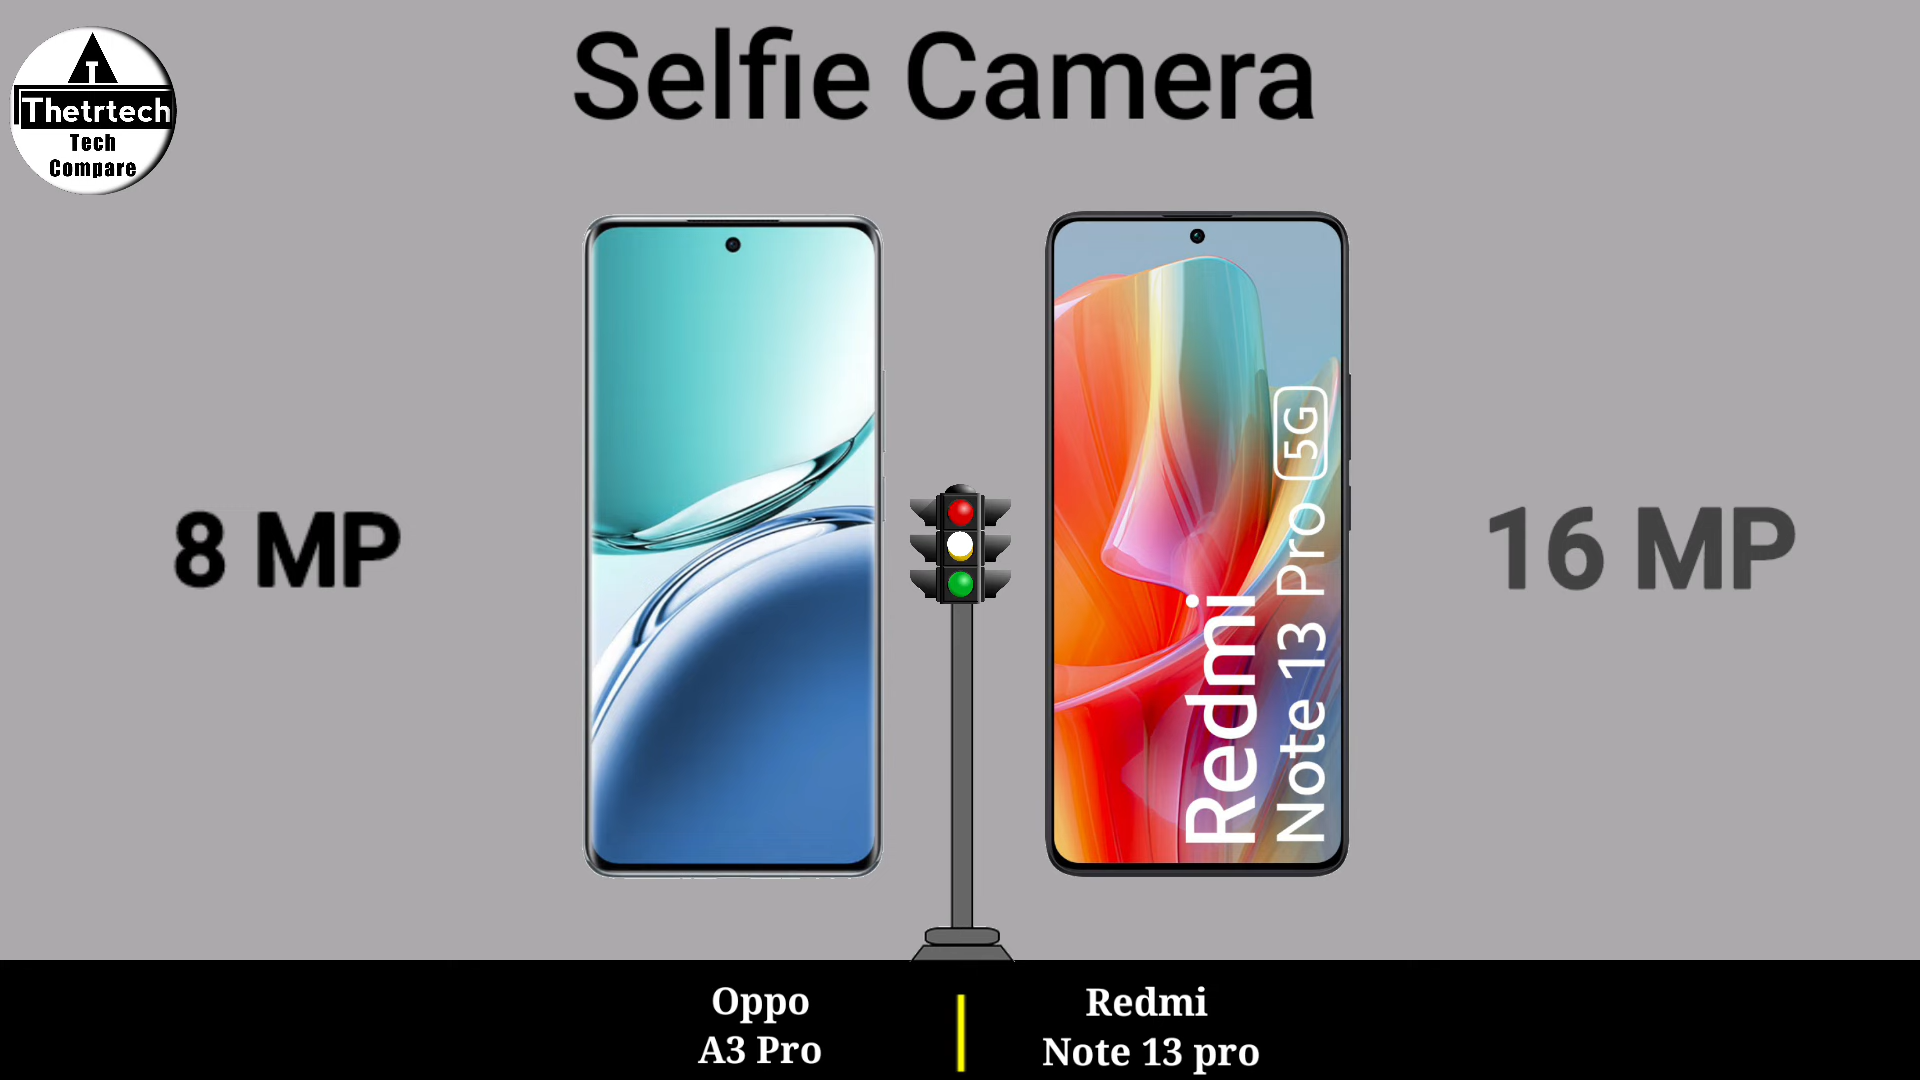 Selfie Camera
T
Thetrtech
Tech
Compare
8 MP
Redmi
Note 13 Pro 5G
16 MP
Oppo
A3 Pro
Redmi
Note 13 pro